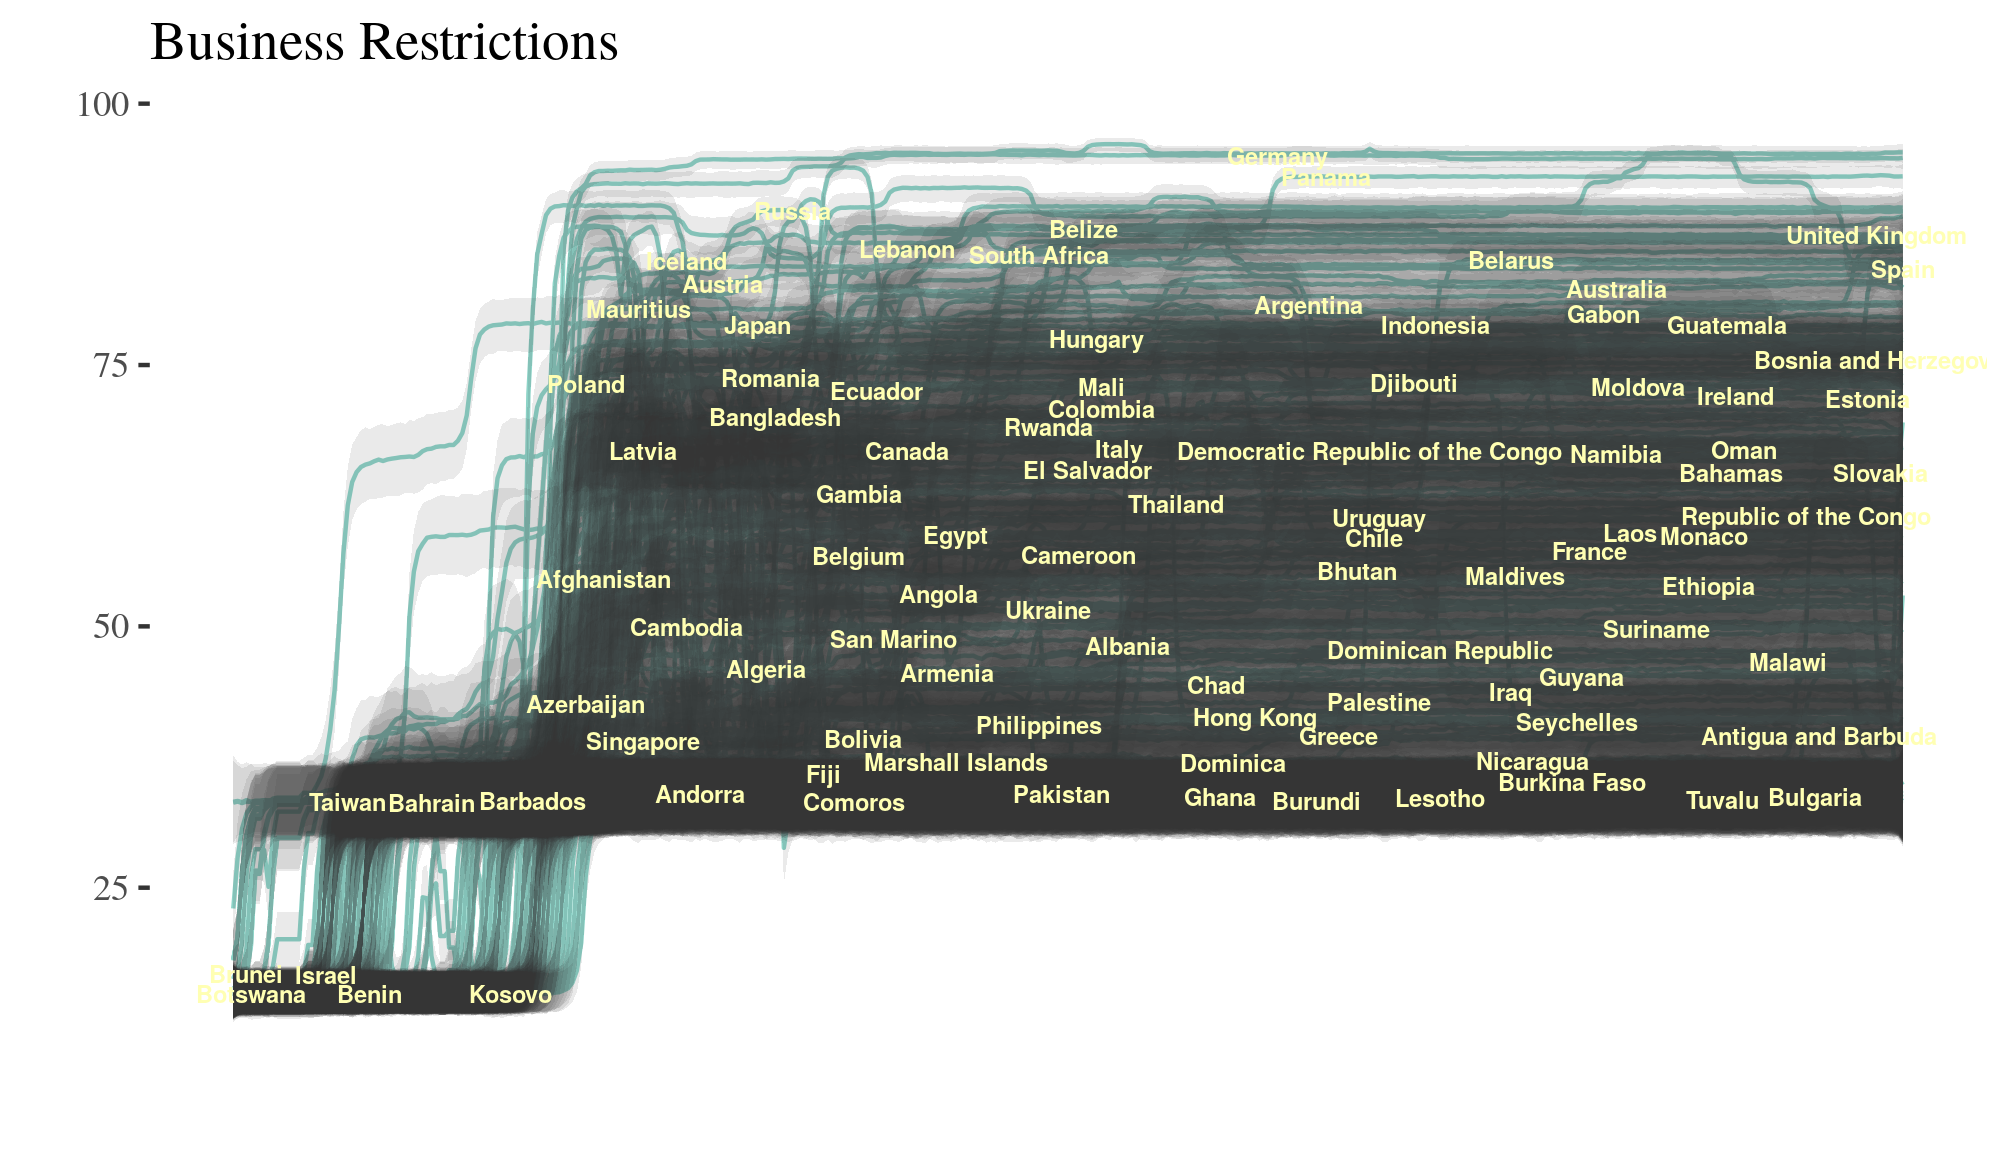 Business Restrictions
100
Germany
Panama
Russia
Belize
United Kingdom
Lebanon
South Africa
Iceland
Belarus
Spain
Austria
Australia
Mauritius
Argentina
Gabon
Japan
Indonesia
Guatemala
Hungary
75
Bosnia and Herzegov
Poland
Romania
Ecuador
Mali
Djibouti
Moldova
Ireland
Estonia
Bangladesh
Colombia
Rwanda
Latvia
Canada
Italy
Democratic Republic of the Congo
Namibia
Oman
El Salvador
Bahamas
Slovakia
Gambia
Thailand
Uruguay
Republic of the Congo
Egypt
Chile
Laos
Monaco
Belgium
Cameroon
France
Afghanistan
Bhutan
Maldives
Ethiopia
Angola
Ukraine
50
Cambodia
San Marino
Albania
Dominican Republic
Suriname
Algeria
Armenia
Malawi
Chad
Guyana
Iraq
Azerbaijan
Palestine
Hong Kong
Philippines
Seychelles
Singapore
Bolivia
Greece
Antigua and Barbuda
Marshall Islands
Dominica
Nicaragua
Fiji
Burkina Faso
Taiwan
Bahrain
Barbados
Andorra
Comoros
Pakistan
Ghana
Burundi
Lesotho
Tuvalu
Bulgaria
25
Brunei
Israel
Botswana
Benin
Kosovo